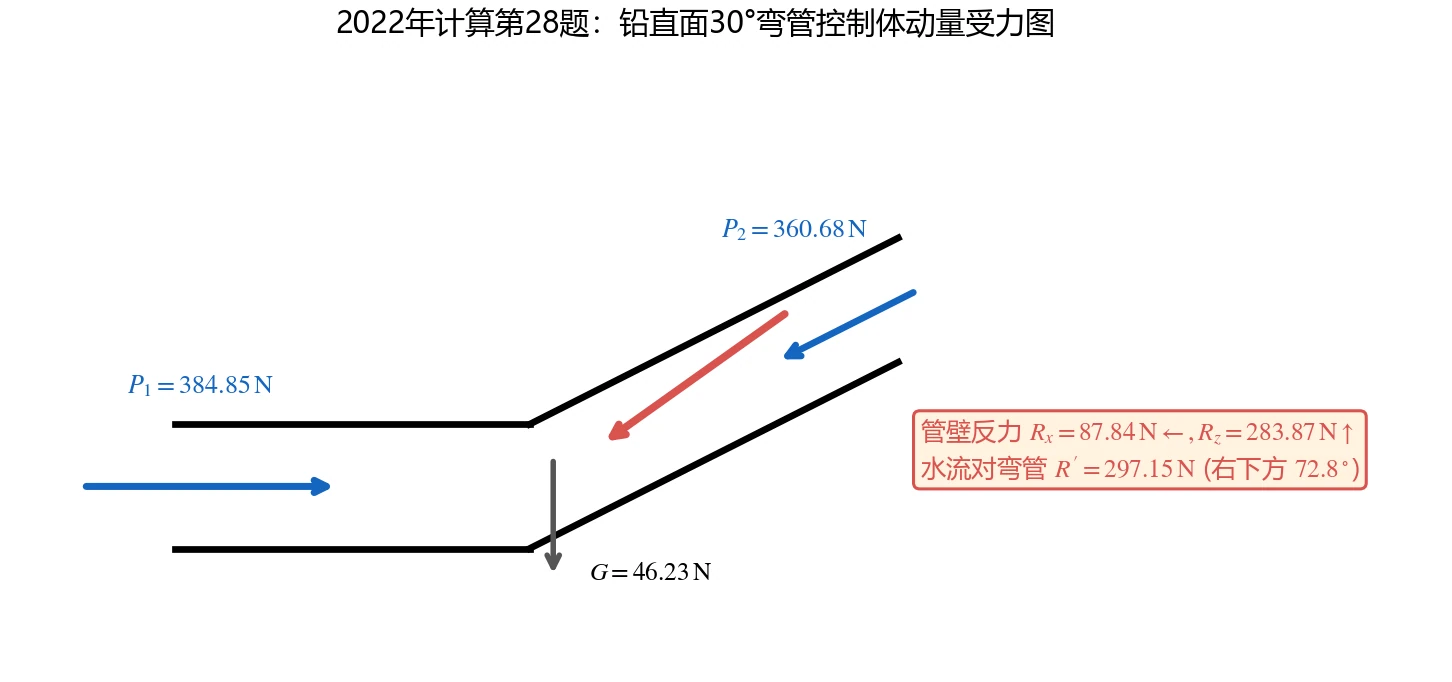 2022年计算第28题：铅直面30°弯管控制体动量受力图
P₂ = 360.68 N
P₁ = 384.85 N
管壁反力 Rₓ = 87.84 N ←, R_z = 283.87 N ↑
水流对弯管 R′ = 297.15 N (右下方 72.8°)
G = 46.23 N